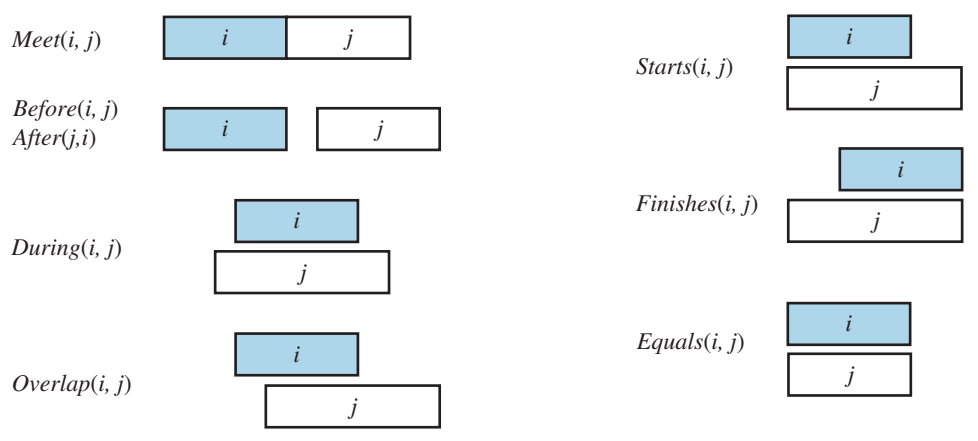 Meet(i, j)
i
j
Before(i, j)
After(j,i)
i
j
During(i, j)
i
j
Overlap(i, j)
i
j
Starts(i, j)
i
j
Finishes(i, j)
i
j
Equals(i, j)
i
j